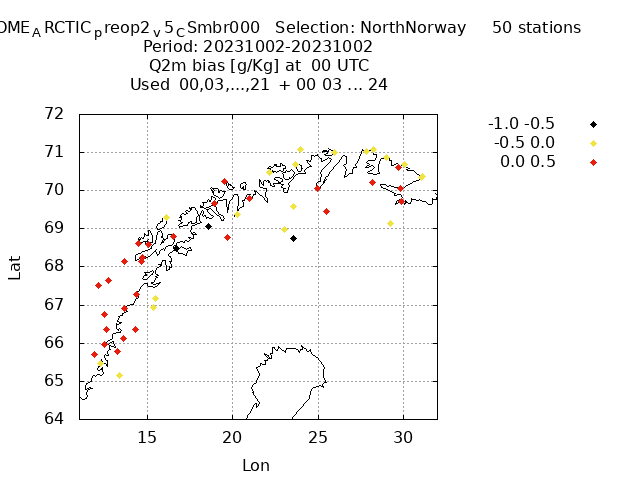 OME_A RCTIC_p reop2_v 5_C Smbr000 Selection: NorthNorway 50 stations
Period: 20231002-20231002
Q2m bias [g/Kg] at 00 UTC
Used 00,03,...,21 + 00 03 ... 24
-1.0 -0.5
-0.5 0.0
0.0 0.5
72
71
70
69
68
67
66
65
64
Lat
15 20 25 30
Lon